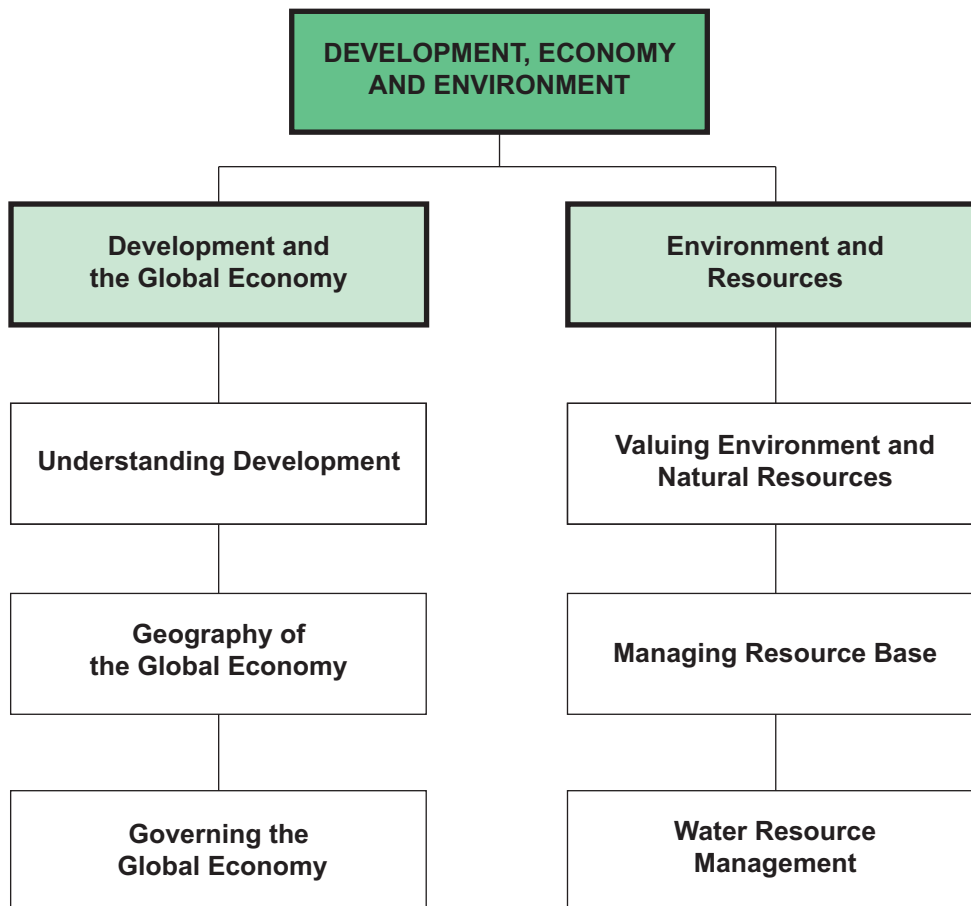 DEVELOPMENT, ECONOMY
AND ENVIRONMENT
Development and
the Global Economy
Environment and
Resources
Understanding Development
Valuing Environment and
Natural Resources
Geography of
the Global Economy
Managing Resource Base
Governing the
Global Economy
Water Resource
Management